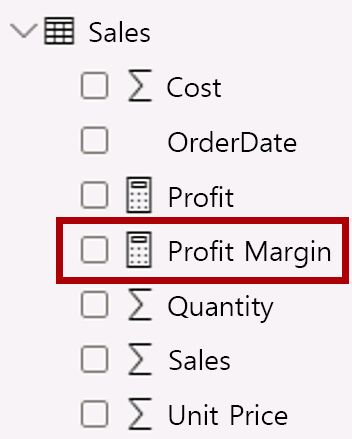 Sales
Cost
OrderDate
Profit
Profit Margin
Quantity
Sales
Unit Price